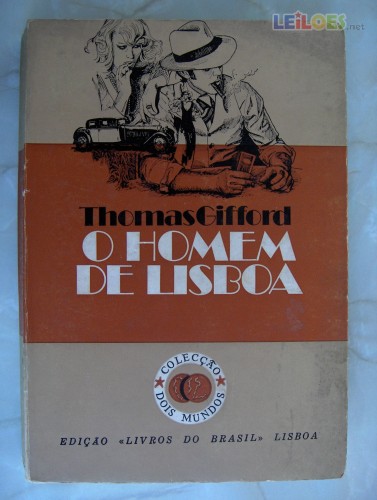 LEiLOES.net
Thomas Gifford
O HOMEM
DE LISBOA
COLECÇÃO
DOIS MUNDOS
EDIÇÃO «LIVROS DO BRASIL» LISBOA